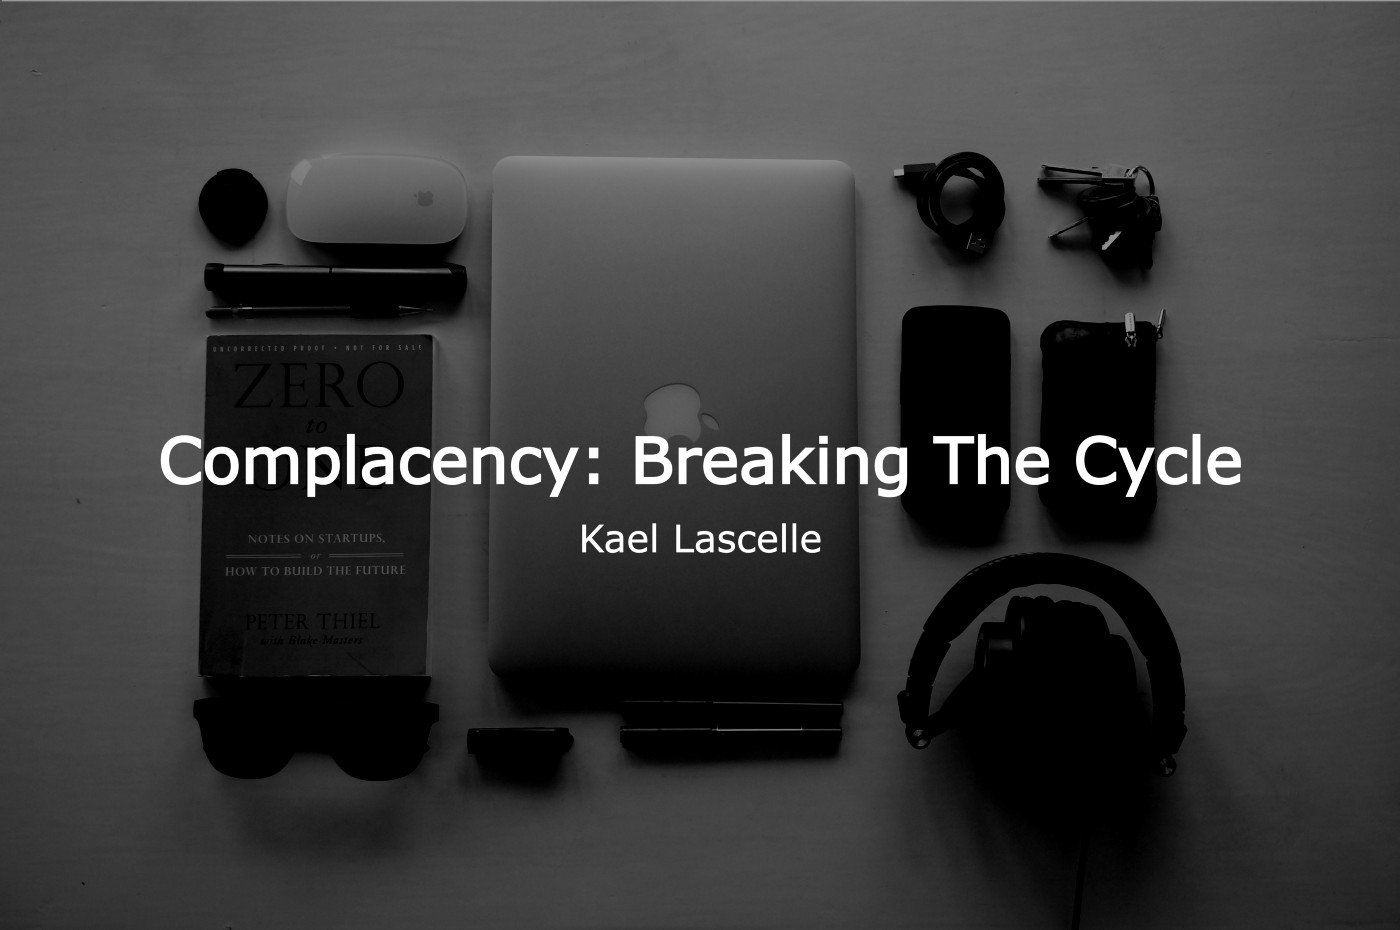 UNCORRECTED PROOF • NOT FOR SALE
ZERO
to
ONE
Complacency: Breaking The Cycle
Kael Lascelle
NOTES ON STARTUPS,
or
HOW TO BUILD THE FUTURE
PETER THIEL
with Blake Masters